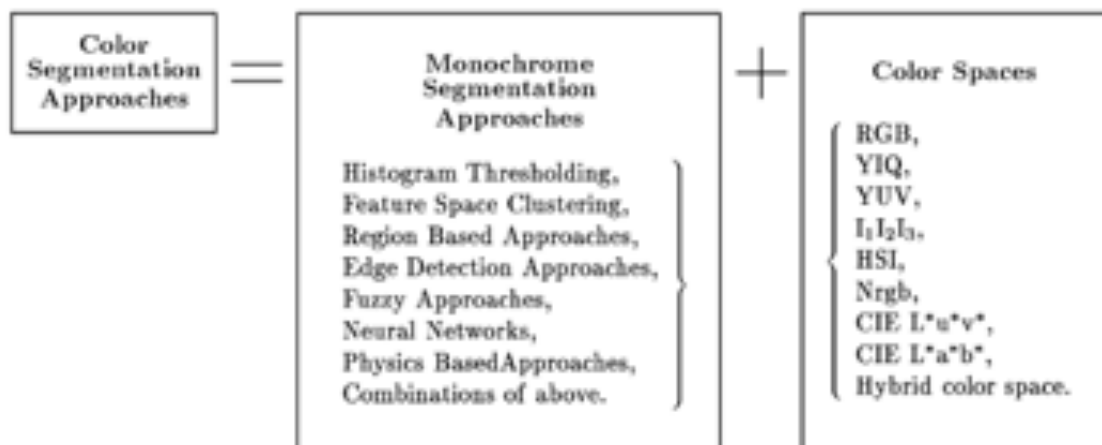 Color
Segmentation
Approaches
=
Monochrome
Segmentation
Approaches
Histogram Thresholding,
Feature Space Clustering,
Region Based Approaches,
Edge Detection Approaches,
Fuzzy Approaches,
Neural Networks,
Physics BasedApproaches,
Combinations of above.
+
Color Spaces
RGB,
YIQ,
YUV,
I₁I₂I₃,
HSI,
Nrgb,
CIE L*u*v*,
CIE L*a*b*,
Hybrid color space.